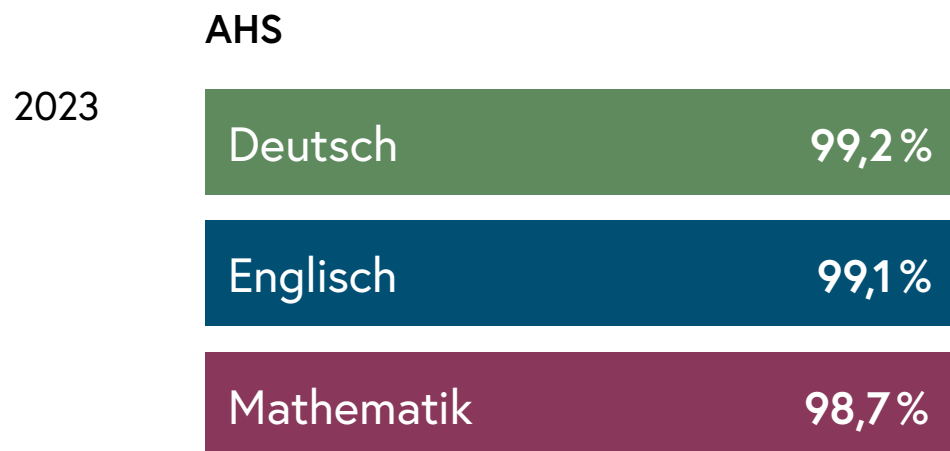 AHS
2023
Deutsch 99,2 %
Englisch 99,1 %
Mathematik 98,7 %